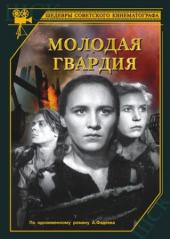 ШЕДЕВРЫ СОВЕТСКОГО КИНЕМАТОГРАФА
МОЛОДАЯ
ГВАРДИЯ
По одноименному роману А.Фадеева